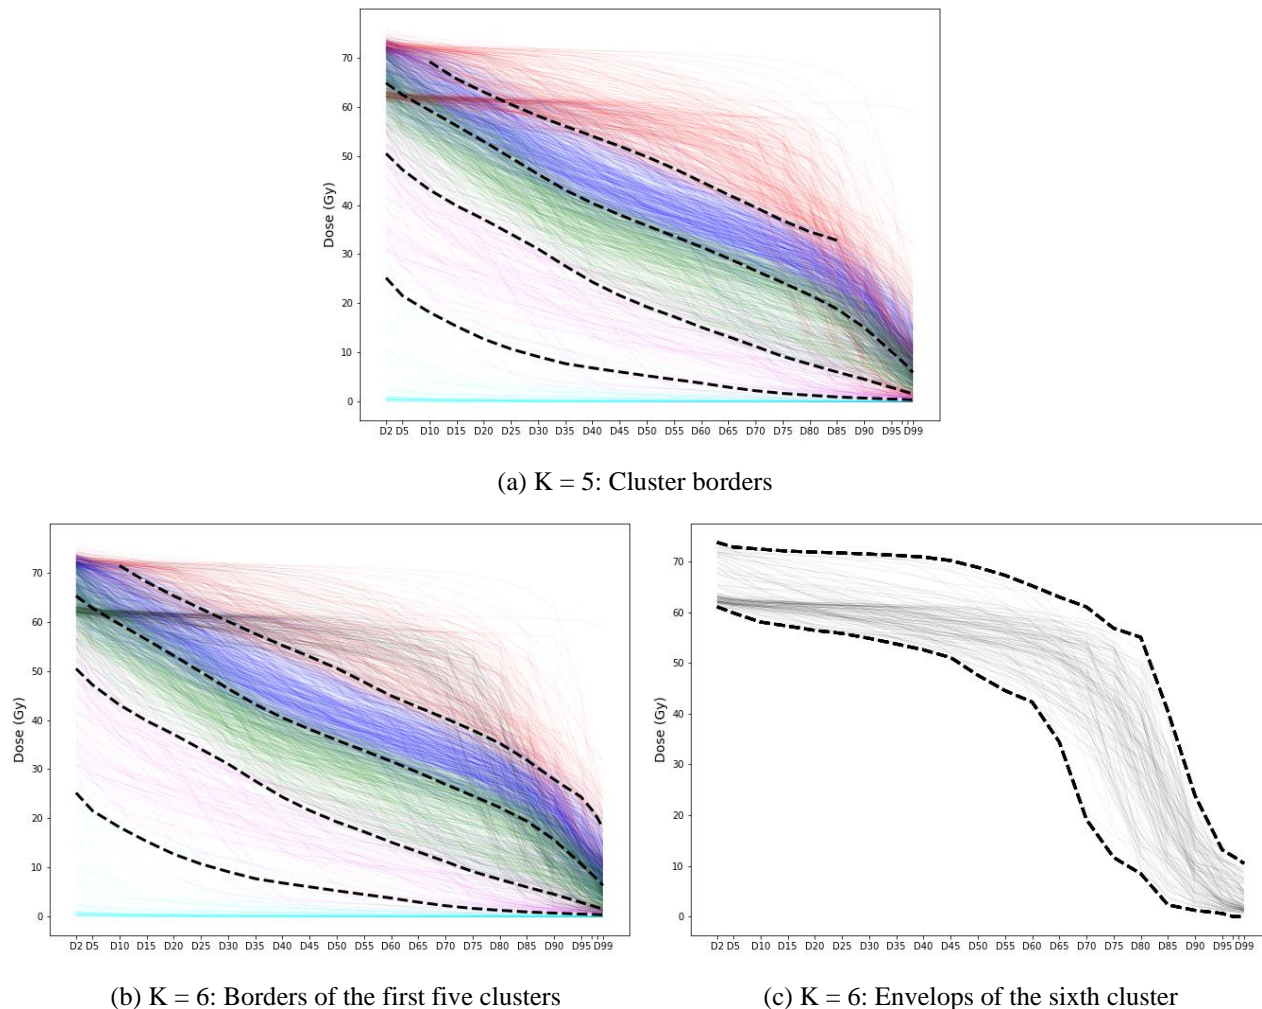 70
60
50
40
30
20
10
0
Dose (Gy)
D2 D5 D10 D15 D20 D25 D30 D35 D40 D45 D50 D55 D60 D65 D70 D75 D80 D85 D90 D95 D99
(a) K = 5: Cluster borders
70
60
50
40
30
20
10
0
Dose (Gy)
D2 D5 D10 D15 D20 D25 D30 D35 D40 D45 D50 D55 D60 D65 D70 D75 D80 D85 D90 D95 D99
(b) K = 6: Borders of the first five clusters
70
60
50
40
30
20
10
0
Dose (Gy)
D2 D5 D10 D15 D20 D25 D30 D35 D40 D45 D50 D55 D60 D65 D70 D75 D80 D85 D90 D95 D99
(c) K = 6: Envelops of the sixth cluster